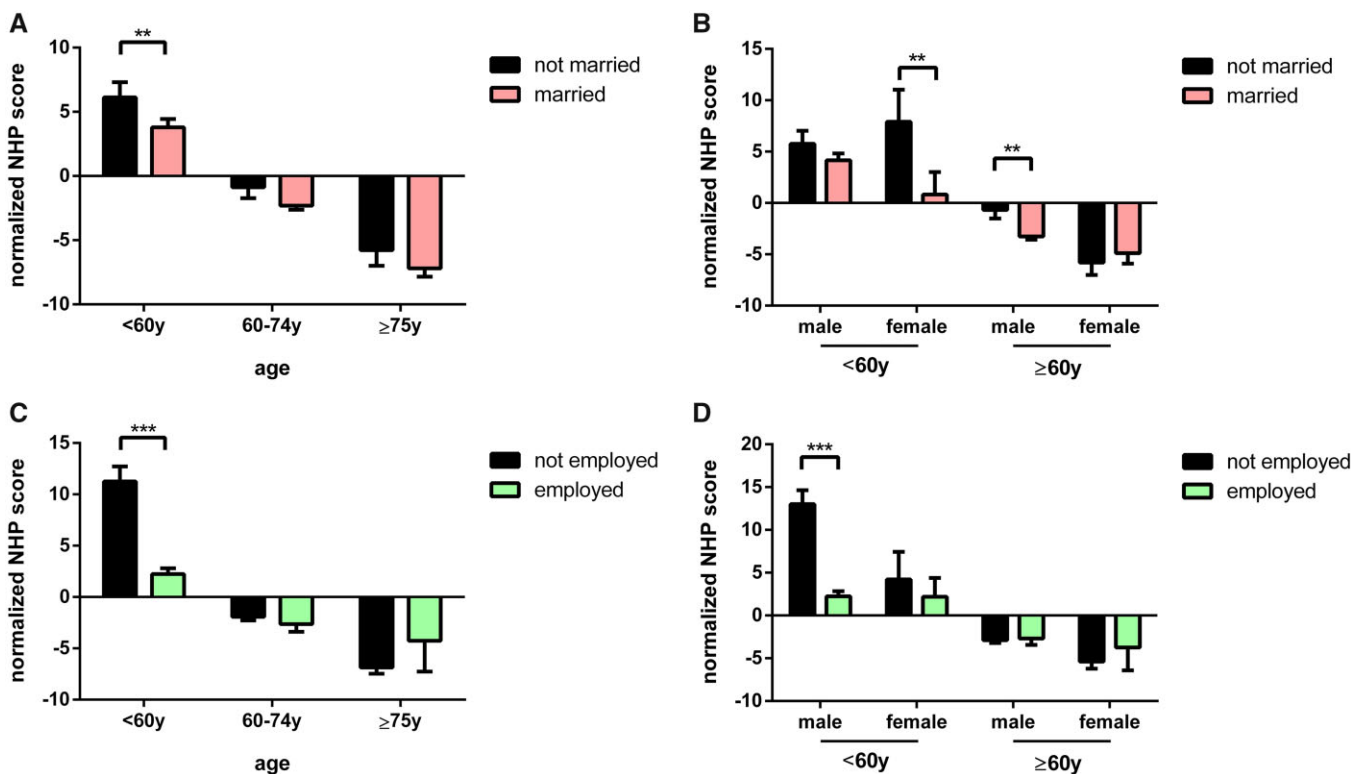 A
**
10
5
0
-5
-10
normalized NHP score
<60y
60-74y
≥75y
age
not married
married
B
**
**
15
10
5
0
-5
-10
normalized NHP score
male
female
male
female
<60y
≥60y
not married
married
C
***
15
10
5
0
-5
-10
normalized NHP score
<60y
60-74y
≥75y
age
not employed
employed
D
***
20
15
10
5
0
-5
-10
normalized NHP score
male
female
male
female
<60y
≥60y
not employed
employed